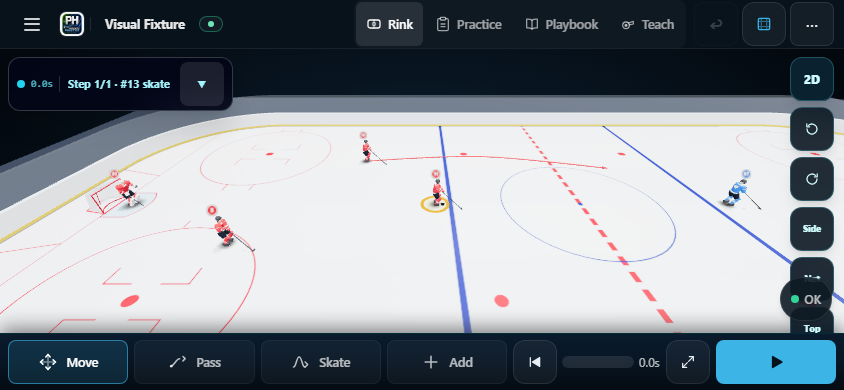 PH
Visual Fixture
Rink
Practice
Playbook
Teach
...
0.0s
Step 1/1 · #13 skate
2D
Side
OK
Top
Move
Pass
Skate
Add
0.0s